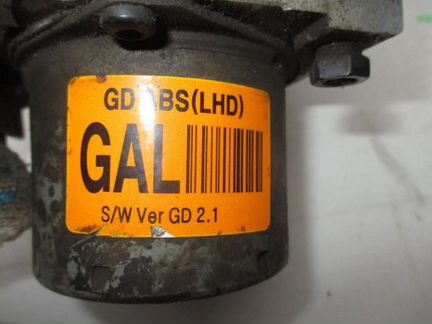 GD ABS(LHD)
GAL
S/W Ver GD 2.1